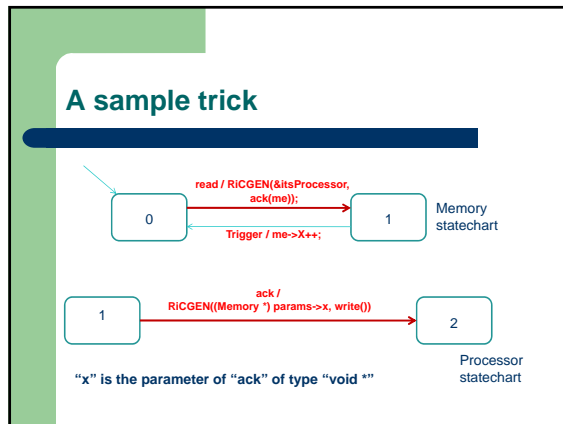 A sample trick
read / RiCGEN(&itsProcessor,
ack(me));
0
1
Memory
statechart
Trigger / me->X++;
ack /
RiCGEN((Memory *) params->x, write())
1
2
Processor
statechart
“x” is the parameter of “ack” of type “void *”